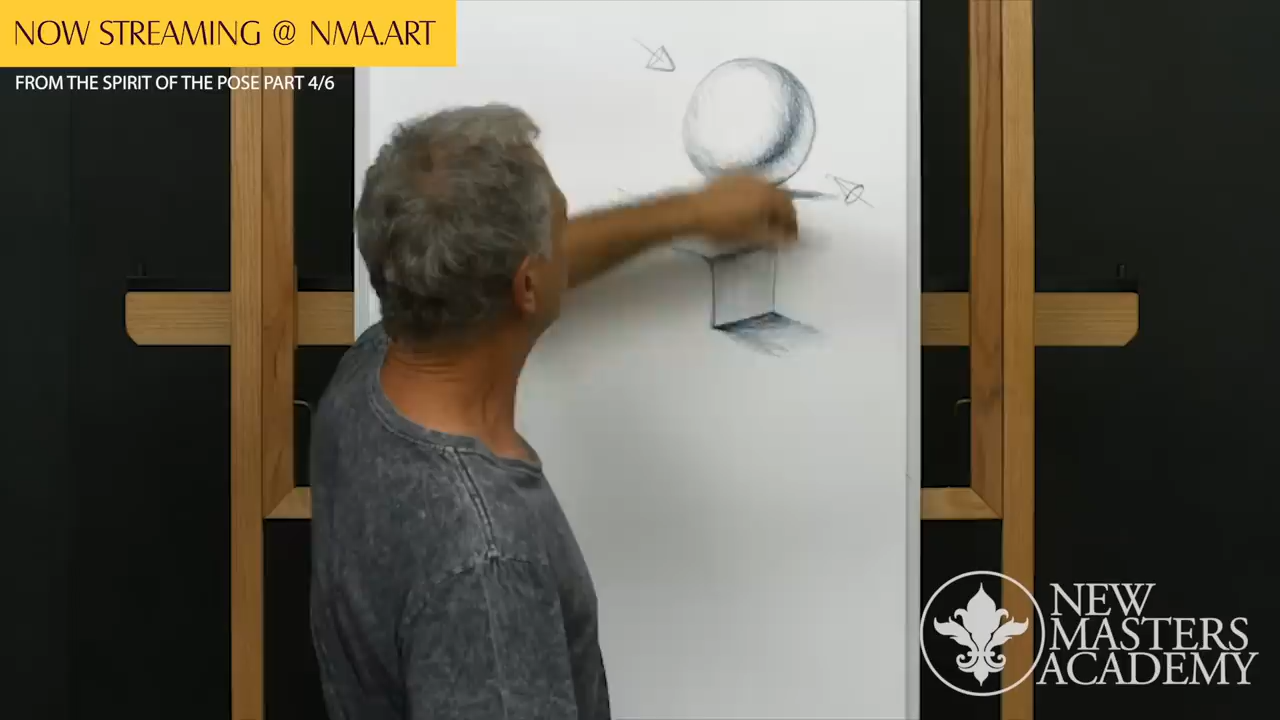 NOW STREAMING @ NMA.ART
FROM THE SPIRIT OF THE POSE PART 4/6
NEW
MASTERS
ACADEMY